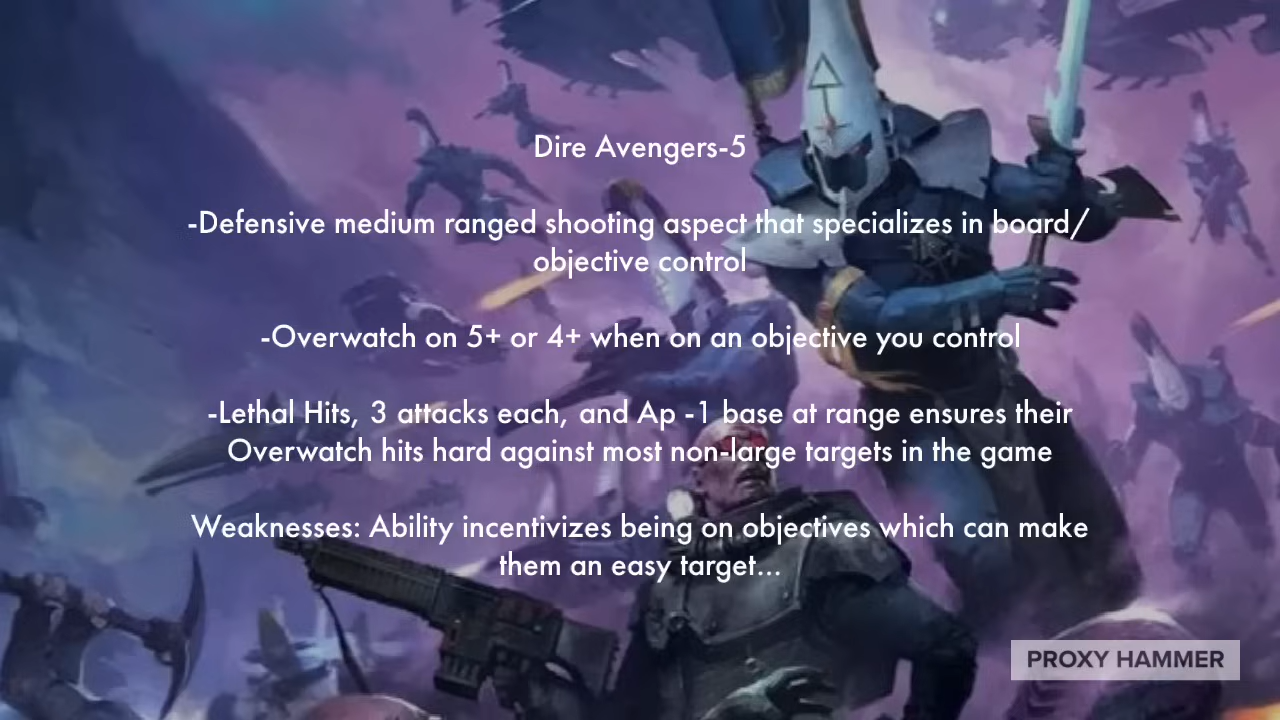 Dire Avengers-5
-Defensive medium ranged shooting aspect that specializes in board/
objective control
-Overwatch on 5+ or 4+ when on an objective you control
-Lethal Hits, 3 attacks each, and Ap -1 base at range ensures their
Overwatch hits hard against most non-large targets in the game
Weaknesses: Ability incentivizes being on objectives which can make
them an easy target...
PROXY HAMMER